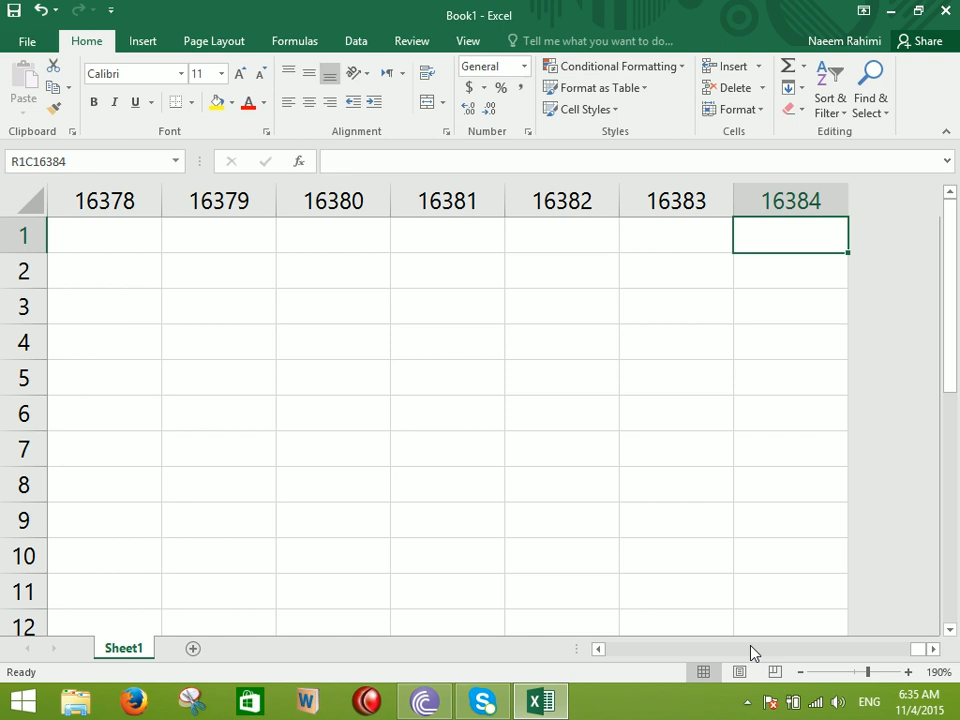 Book1 - Excel
File Home Insert Page Layout Formulas Data Review View Tell me what you want to do... Naeem Rahimi Share
Paste
Calibri 11
B I U A
General
$ % ,
Conditional Formatting
Format as Table
Cell Styles
Insert
Delete
Format
Sort & Filter
Find & Select
Clipboard Font Alignment Number Styles Cells Editing
R1C16384 fx
16378 16379 16380 16381 16382 16383 16384
1
2
3
4
5
6
7
8
9
10
11
12
Sheet1
Ready 190%
ENG
6:35 AM
11/4/2015